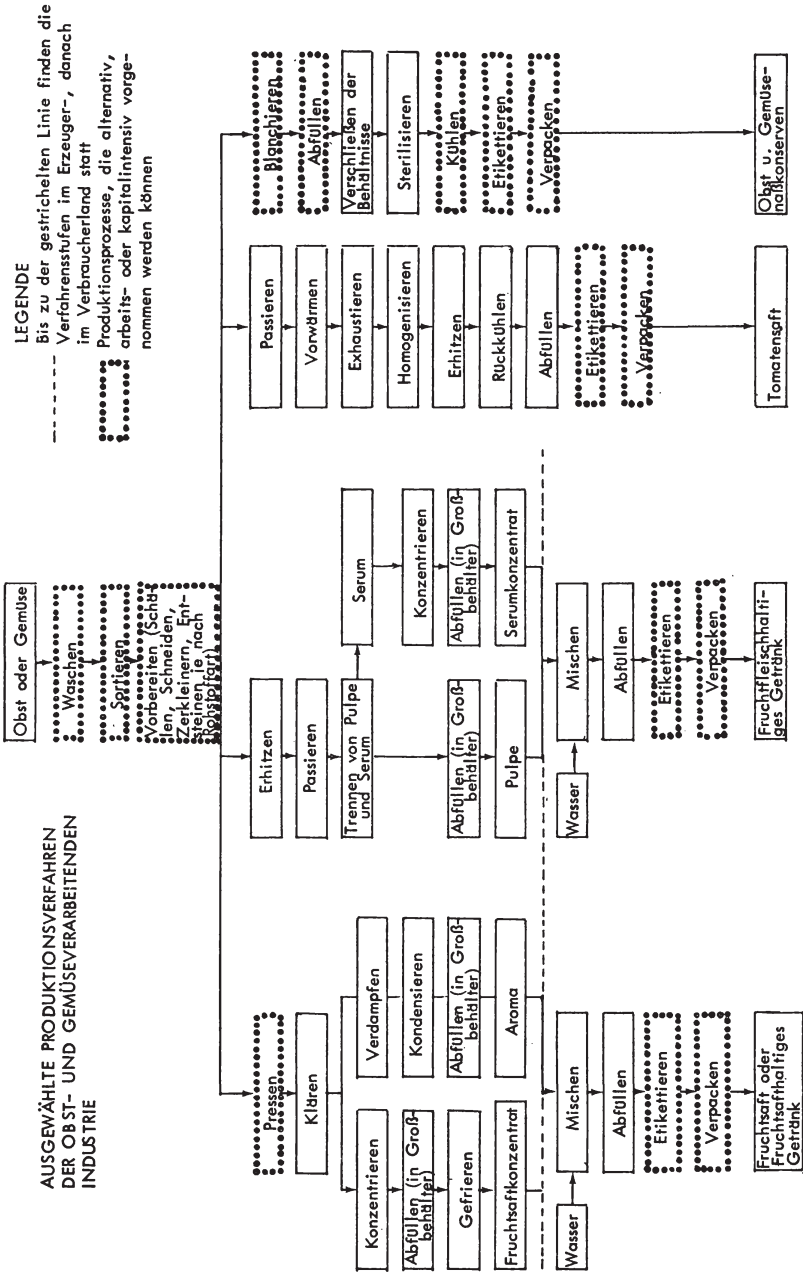 AUSGEWÄHLTE PRODUKTIONSVERFAHREN
DER OBST- UND GEMÜSEVERARBEITENDEN
INDUSTRIE
LEGENDE
Bis zu der gestrichelten Linie finden die
Verfahrensstufen im Erzeuger-, danach
im Verbraucherland statt
Produktionsprozesse, die alternativ,
arbeits- oder kapitalintensiv vorge-
nommen werden können
Obst oder Gemüse
Waschen
Sortieren
Vorbereiten (Schä-
len, Schneiden,
Zerkleinern, Ent-
steinen je nach
Rohstoffart)
Pressen
Klären
Konzentrieren
Abfüllen (in Groß-
behälter)
Gefrieren
Fruchtsaftkonzentrat
Verdampfen
Kondensieren
Abfüllen (in Groß-
behälter)
Aroma
Wasser
Mischen
Abfüllen
Etikettieren
Verpacken
Fruchtsaft oder
Fruchtsafthaltiges
Getränk
Erhitzen
Passieren
Trennen von Pulpe
und Serum
Abfüllen (in Groß-
behälter)
Pulpe
Serum
Konzentrieren
Abfüllen (in Groß-
behälter)
Serumkonzentrat
Wasser
Mischen
Abfüllen
Etikettieren
Verpacken
Fruchtfleischhalti-
ges Getränk
Passieren
Vorwärmen
Exhaustieren
Homogenisieren
Erhitzen
Rückkühlen
Abfüllen
Etikettieren
Verpacken
Tomatensaft
Blanchieren
Abfüllen
Verschließen der
Behältnisse
Sterilisieren
Kühlen
Etikettieren
Verpacken
Obst u. Gemüse-
naßkonserven